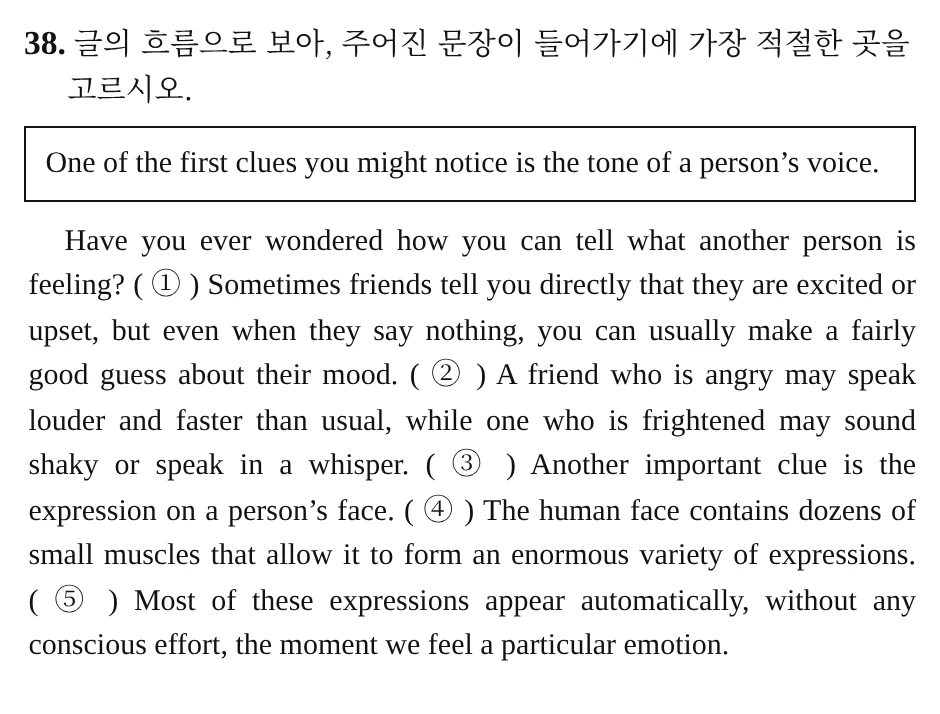 38. 글의 흐름으로 보아, 주어진 문장이 들어가기에 가장 적절한 곳을
고르시오.
One of the first clues you might notice is the tone of a person’s voice.
Have you ever wondered how you can tell what another person is
feeling? ( ① ) Sometimes friends tell you directly that they are excited or
upset, but even when they say nothing, you can usually make a fairly
good guess about their mood. ( ② ) A friend who is angry may speak
louder and faster than usual, while one who is frightened may sound
shaky or speak in a whisper. ( ③ ) Another important clue is the
expression on a person’s face. ( ④ ) The human face contains dozens of
small muscles that allow it to form an enormous variety of expressions.
( ⑤ ) Most of these expressions appear automatically, without any
conscious effort, the moment we feel a particular emotion.